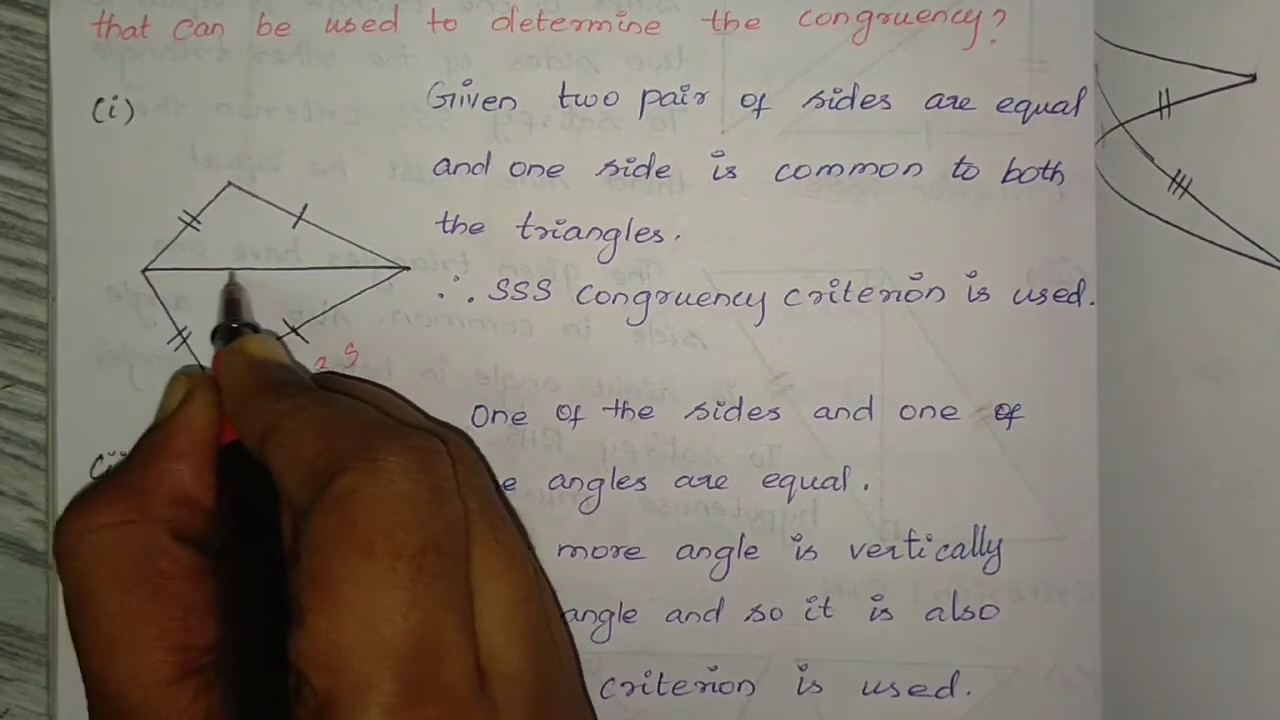 that can be used to determine the congruency?
(i)
Given two pair of sides are equal
and one side is common to both
the triangles.
∴ SSS congruency criterion is used.
One of the sides and one of
angles are equal.
more angle is vertically
angle and so it is also
criterion is used.